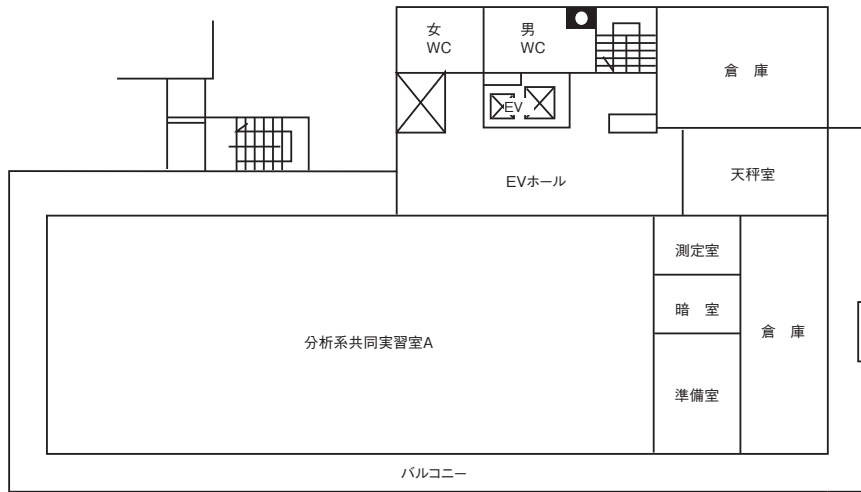 女
WC
男
WC
倉　庫
EV
EVホール
天秤室
測定室
暗　室
倉　庫
分析系共同実習室A
準備室
バルコニー